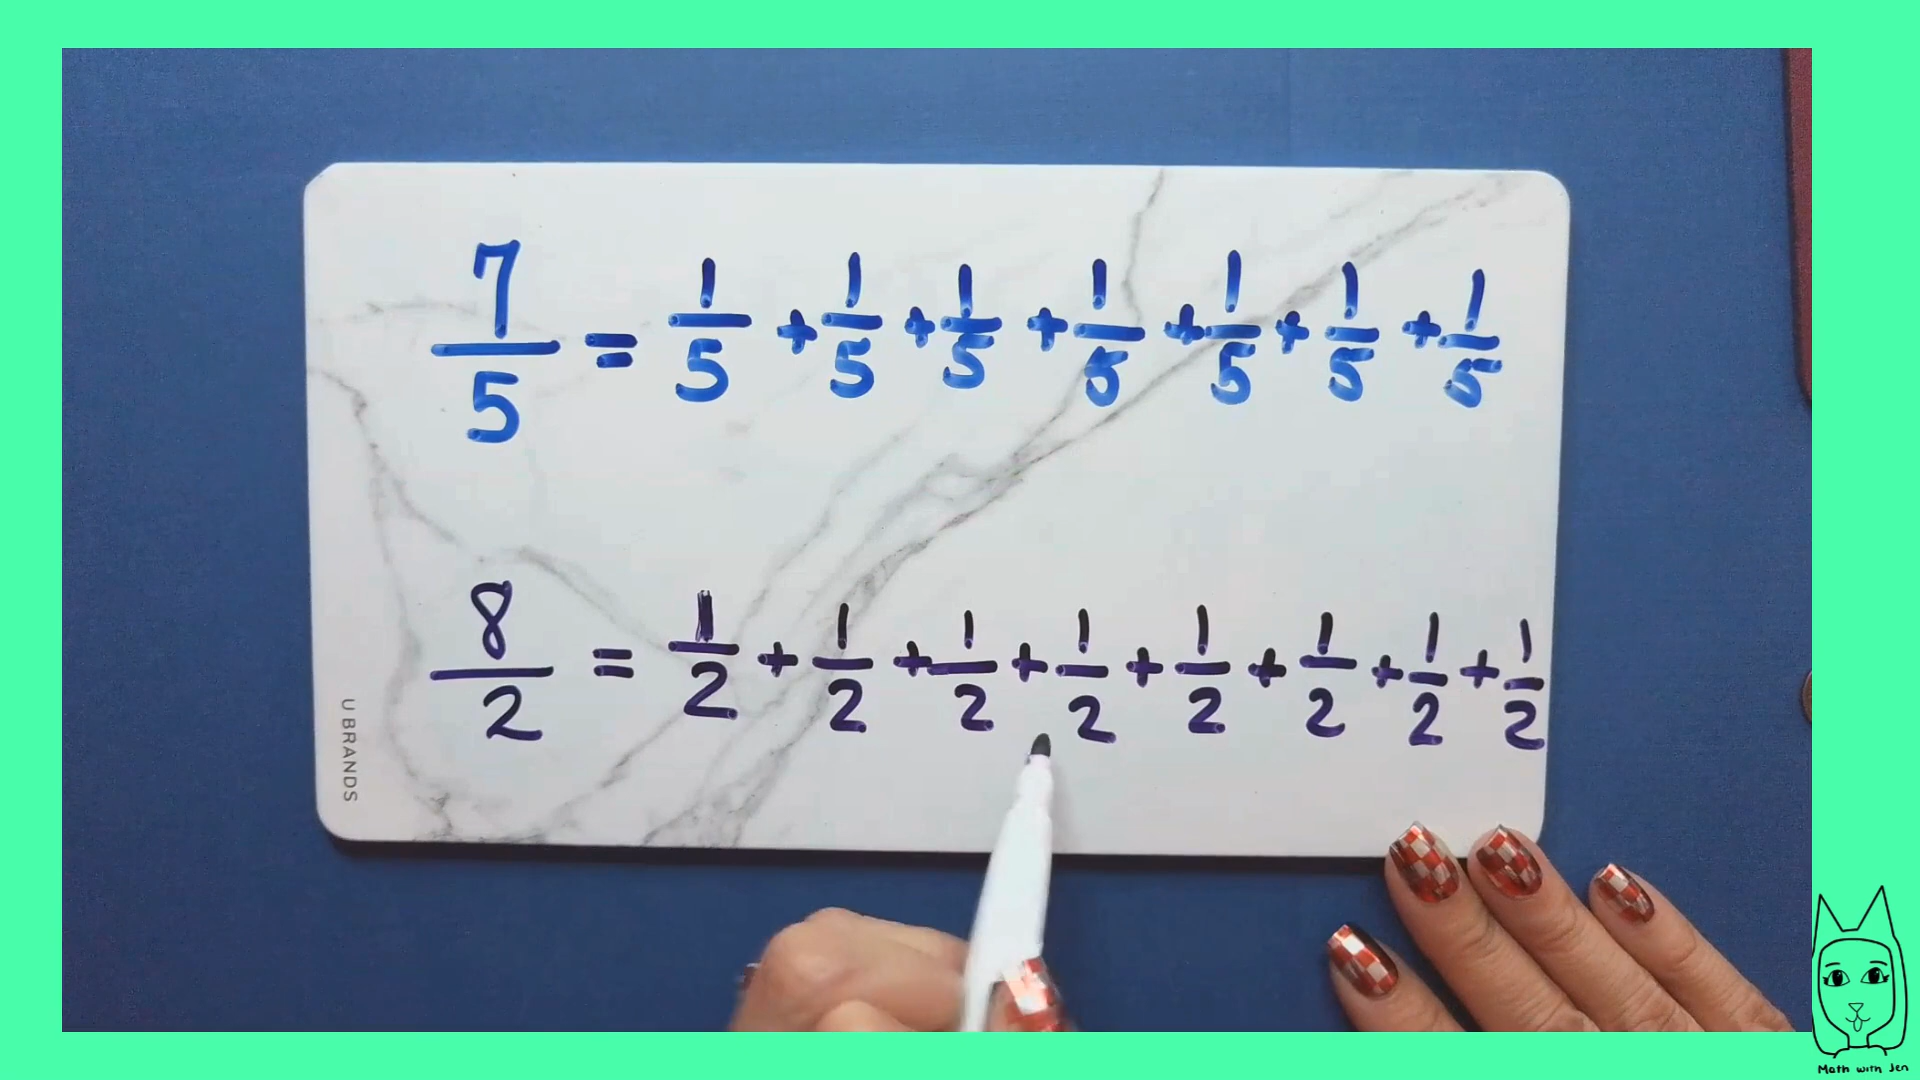 7/5 = 1/5 + 1/5 + 1/5 + 1/5 + 1/5 + 1/5 + 1/5
8/2 = 1/2 + 1/2 + 1/2 + 1/2 + 1/2 + 1/2 + 1/2 + 1/2
U BRANDS
Math with Jen